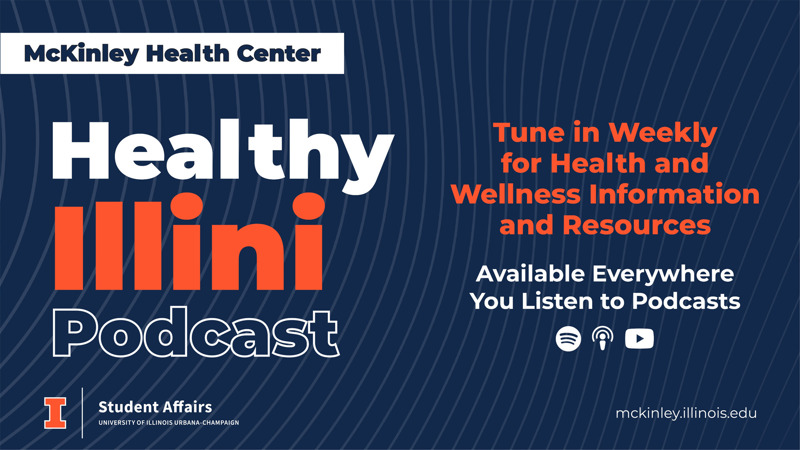 McKinley Health Center
Healthy
Illini
Podcast
Tune in Weekly
for Health and
Wellness Information
and Resources
Available Everywhere
You Listen to Podcasts
I
Student Affairs
UNIVERSITY OF ILLINOIS URBANA-CHAMPAIGN
mckinley.illinois.edu